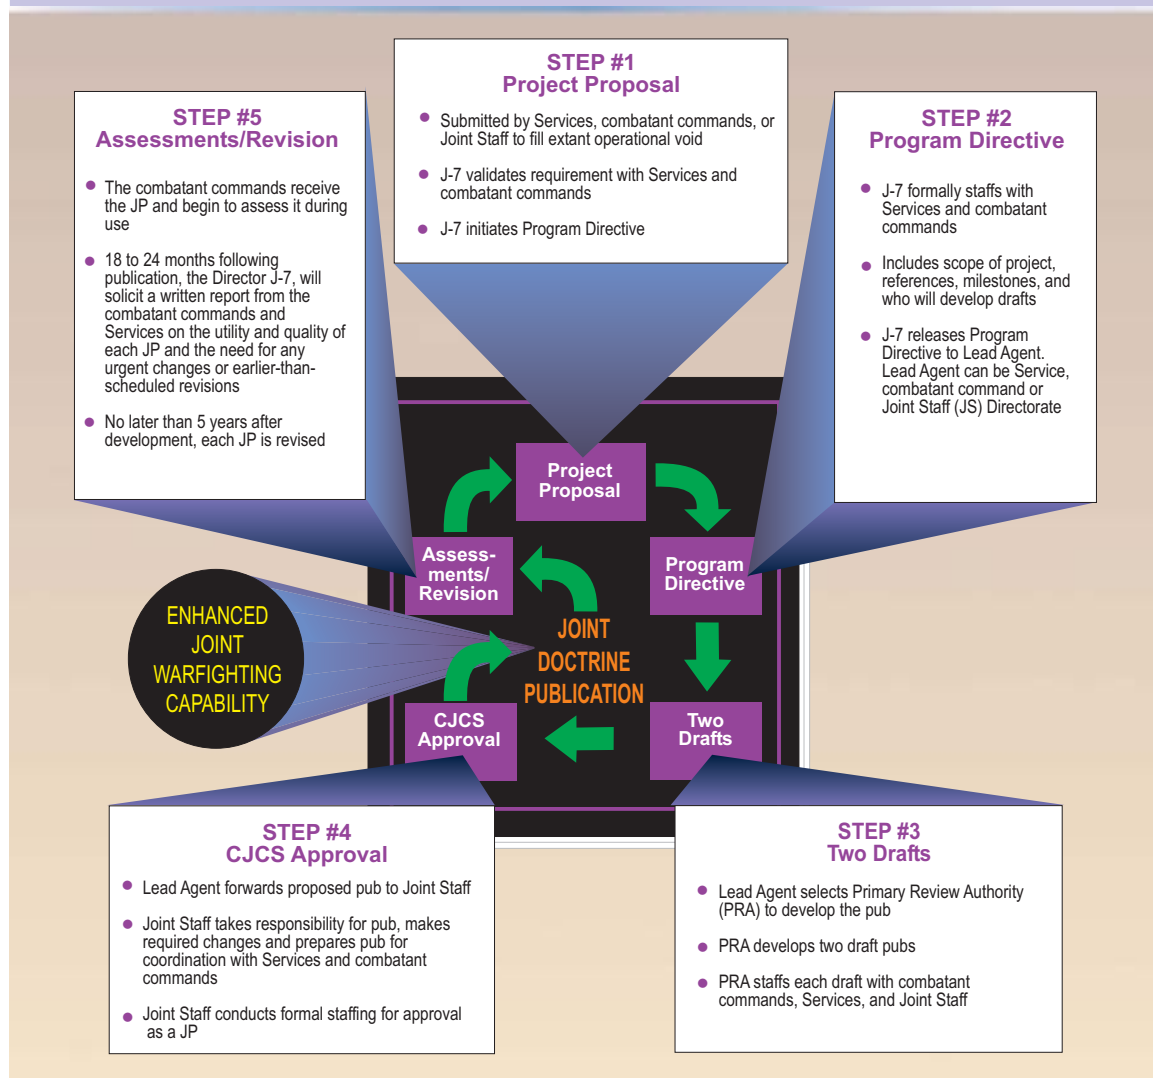 STEP #1
Project Proposal
• Submitted by Services, combatant commands, or
Joint Staff to fill extant operational void
• J-7 validates requirement with Services and
combatant commands
• J-7 initiates Program Directive
STEP #2
Program Directive
• J-7 formally staffs with
Services and combatant
commands
• Includes scope of project,
references, milestones, and
who will develop drafts
• J-7 releases Program
Directive to Lead Agent.
Lead Agent can be Service,
combatant command or
Joint Staff (JS) Directorate
STEP #5
Assessments/Revision
• The combatant commands receive
the JP and begin to assess it during
use
• 18 to 24 months following
publication, the Director J-7, will
solicit a written report from the
combatant commands and
Services on the utility and quality of
each JP and the need for any
urgent changes or earlier-than-
scheduled revisions
• No later than 5 years after
development, each JP is revised
Project
Proposal
Assess-
ments/
Revision
Program
Directive
ENHANCED
JOINT
WARFIGHTING
CAPABILITY
JOINT
DOCTRINE
PUBLICATION
CJCS
Approval
Two
Drafts
STEP #4
CJCS Approval
• Lead Agent forwards proposed pub to Joint Staff
• Joint Staff takes responsibility for pub, makes
required changes and prepares pub for
coordination with Services and combatant
commands
• Joint Staff conducts formal staffing for approval
as a JP
STEP #3
Two Drafts
• Lead Agent selects Primary Review Authority
(PRA) to develop the pub
• PRA develops two draft pubs
• PRA staffs each draft with combatant
commands, Services, and Joint Staff